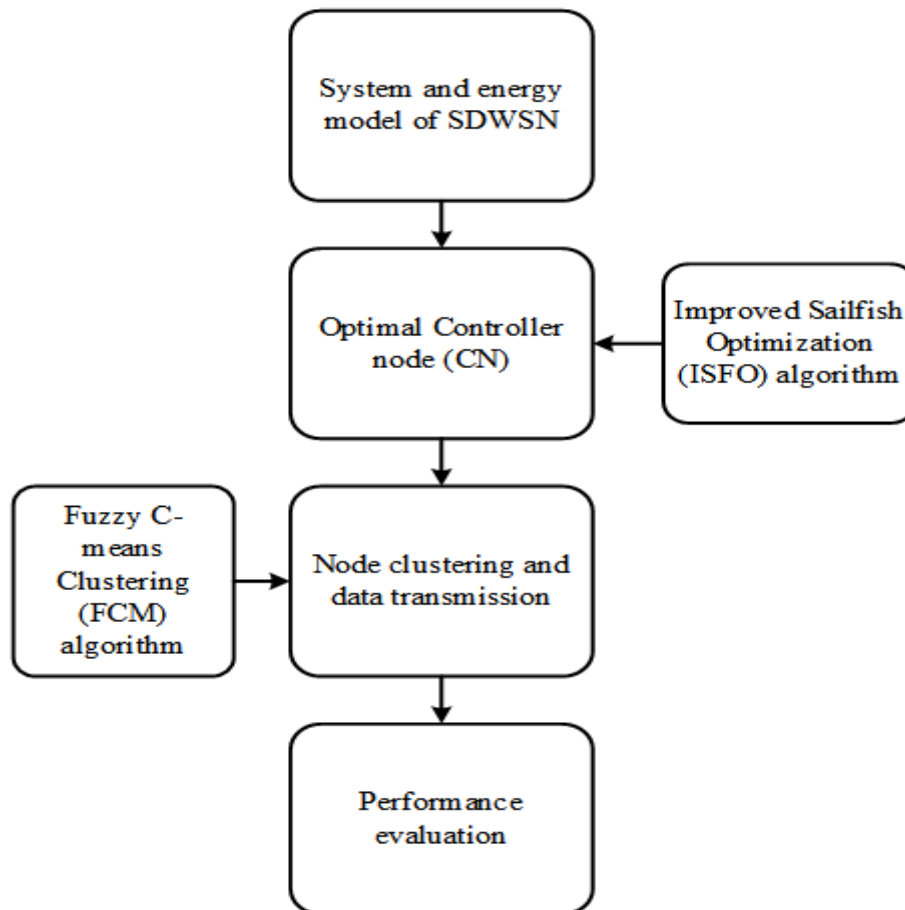 System and energy
model of SDWSN
Optimal Controller
node (CN)
Improved Sailfish
Optimization
(ISFO) algorithm
Fuzzy C-
means
Clustering
(FCM)
algorithm
Node clustering and
data transmission
Performance
evaluation